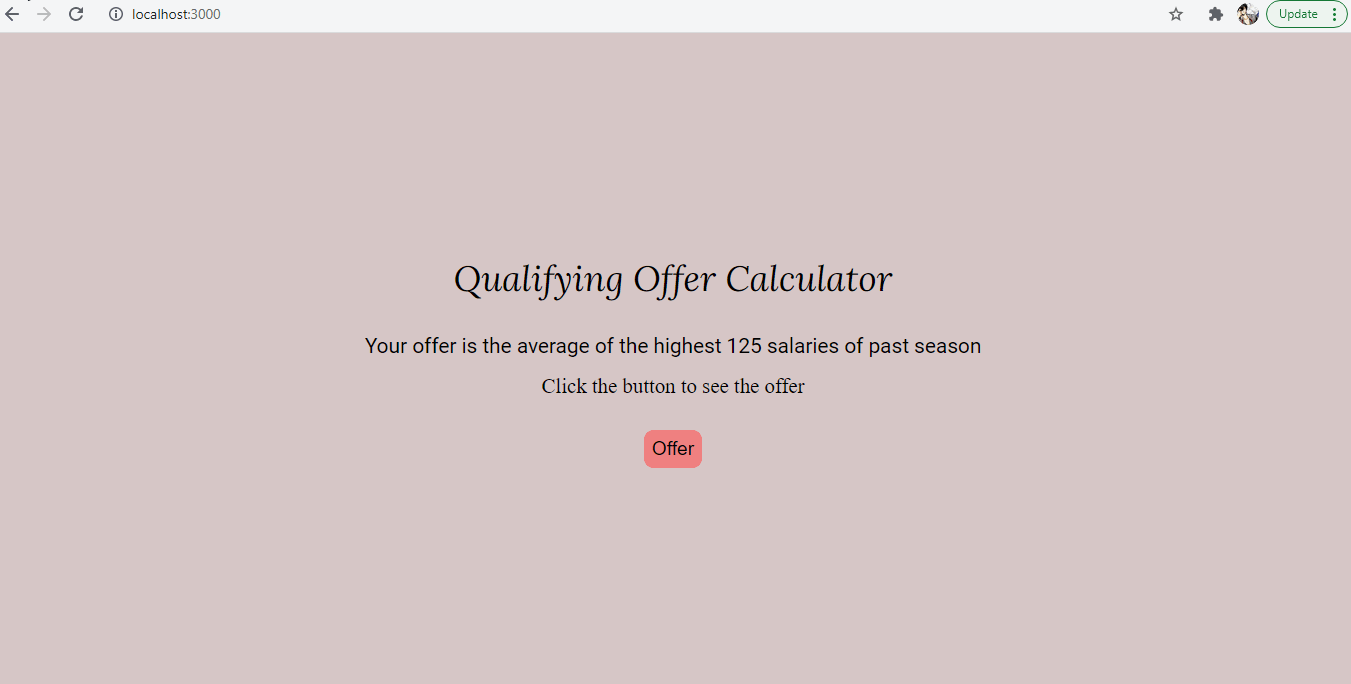 localhost:3000
Update
Qualifying Offer Calculator
Your offer is the average of the highest 125 salaries of past season
Click the button to see the offer
Offer